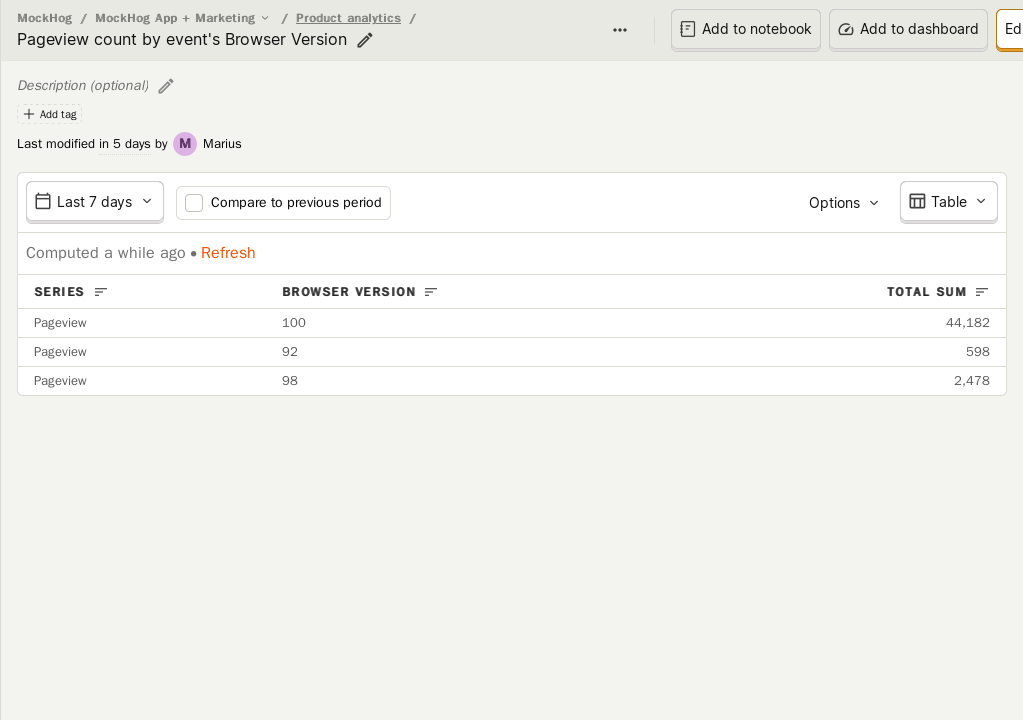 MockHog / MockHog App + Marketing / Product analytics /
Pageview count by event's Browser Version
Add to notebook
Add to dashboard
Ed
Description (optional)
Add tag
Last modified in 5 days by M Marius
Last 7 days
Compare to previous period
Options
Table
Computed a while ago • Refresh
SERIES BROWSER VERSION TOTAL SUM
Pageview 100 44,182
Pageview 92 598
Pageview 98 2,478